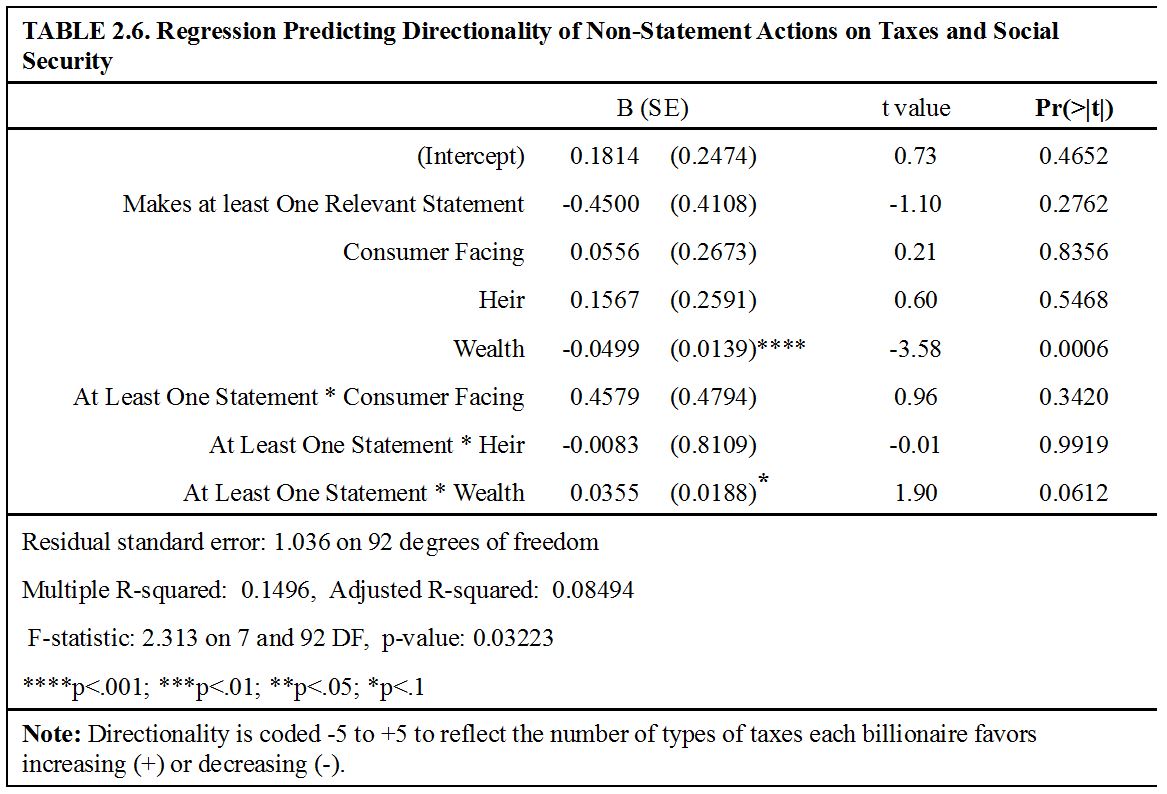 TABLE 2.6. Regression Predicting Directionality of Non-Statement Actions on Taxes and Social
Security
B (SE) t value Pr(>|t|)
(Intercept) 0.1814 (0.2474) 0.73 0.4652
Makes at least One Relevant Statement -0.4500 (0.4108) -1.10 0.2762
Consumer Facing 0.0556 (0.2673) 0.21 0.8356
Heir 0.1567 (0.2591) 0.60 0.5468
Wealth -0.0499 (0.0139)**** -3.58 0.0006
At Least One Statement * Consumer Facing 0.4579 (0.4794) 0.96 0.3420
At Least One Statement * Heir -0.0083 (0.8109) -0.01 0.9919
At Least One Statement * Wealth 0.0355 (0.0188)* 1.90 0.0612
Residual standard error: 1.036 on 92 degrees of freedom
Multiple R-squared: 0.1496, Adjusted R-squared: 0.08494
F-statistic: 2.313 on 7 and 92 DF, p-value: 0.03223
****p<.001; ***p<.01; **p<.05; *p<.1
Note: Directionality is coded -5 to +5 to reflect the number of types of taxes each billionaire favors
increasing (+) or decreasing (-).